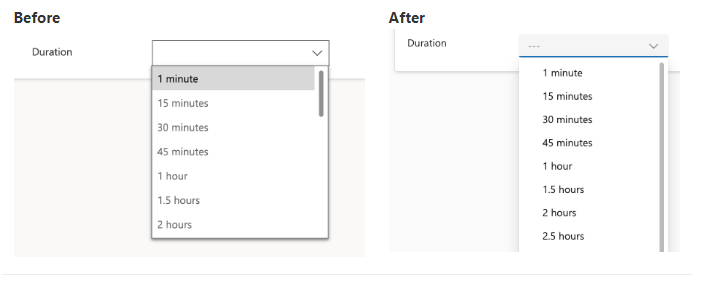 Before
Duration
1 minute
15 minutes
30 minutes
45 minutes
1 hour
1.5 hours
2 hours
After
Duration
---
1 minute
15 minutes
30 minutes
45 minutes
1 hour
1.5 hours
2 hours
2.5 hours